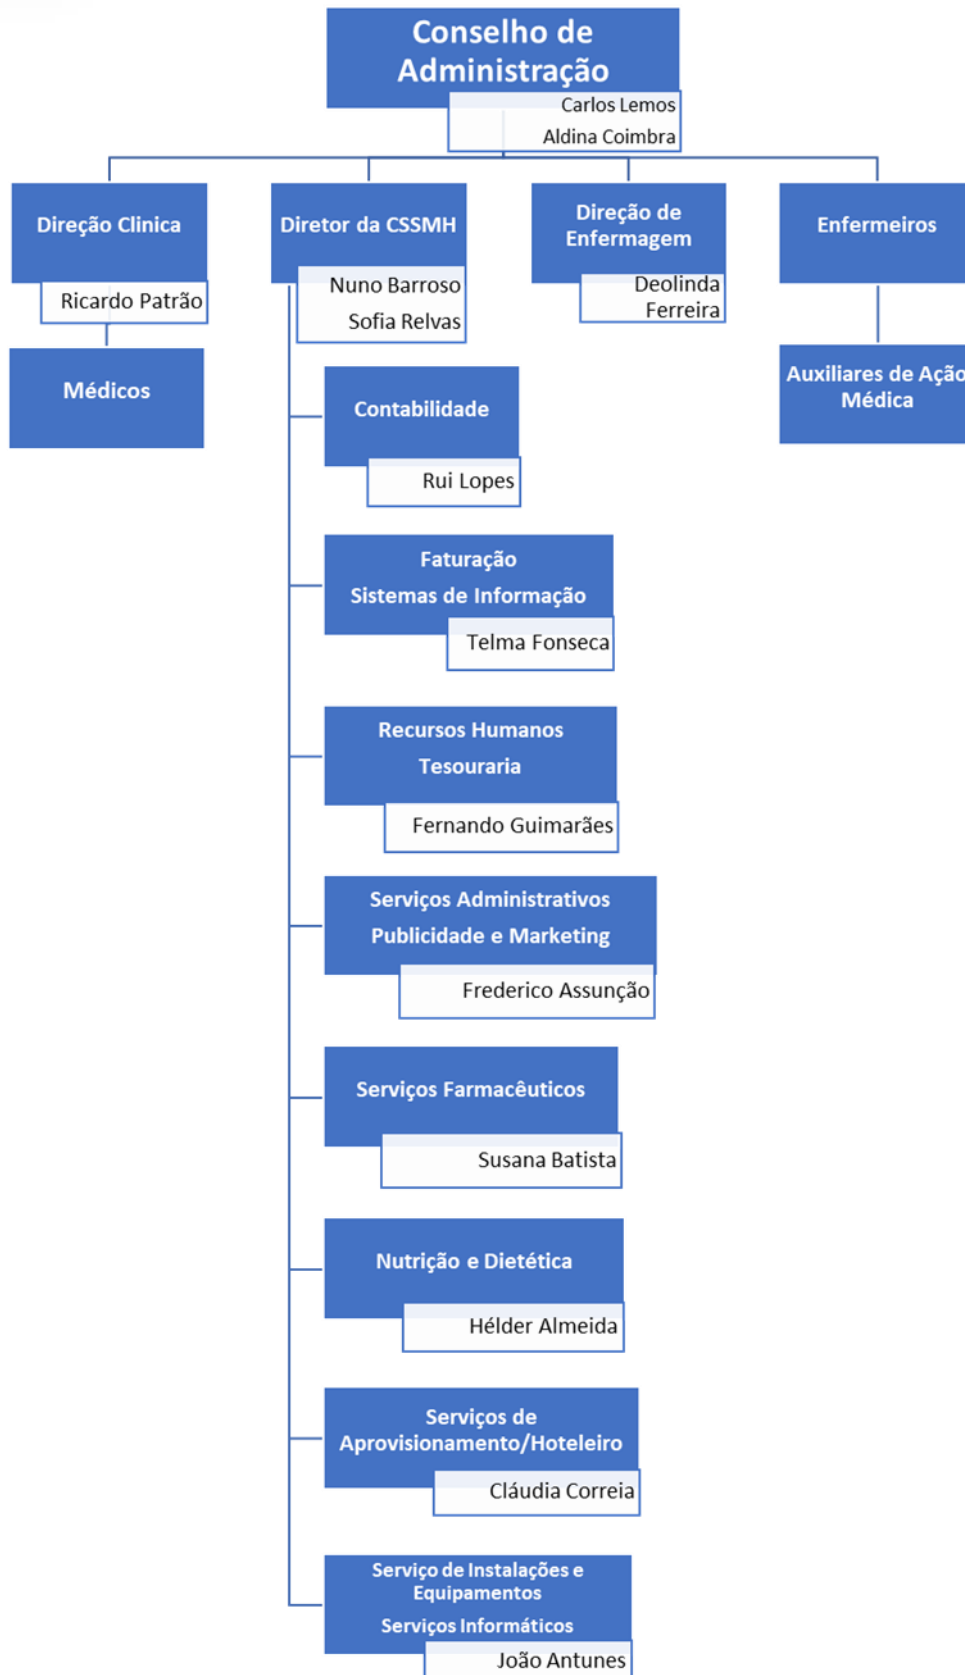 Conselho de
Administração
Carlos Lemos
Aldina Coimbra
Direção Clinica
Ricardo Patrão
Médicos
Diretor da CSSMH
Nuno Barroso
Sofia Relvas
Direção de
Enfermagem
Deolinda
Ferreira
Enfermeiros
Auxiliares de Ação
Médica
Contabilidade
Rui Lopes
Faturação
Sistemas de Informação
Telma Fonseca
Recursos Humanos
Tesouraria
Fernando Guimarães
Serviços Administrativos
Publicidade e Marketing
Frederico Assunção
Serviços Farmacêuticos
Susana Batista
Nutrição e Dietética
Hélder Almeida
Serviços de
Aprovisionamento/Hoteleiro
Cláudia Correia
Serviço de Instalações e
Equipamentos
Serviços Informáticos
João Antunes